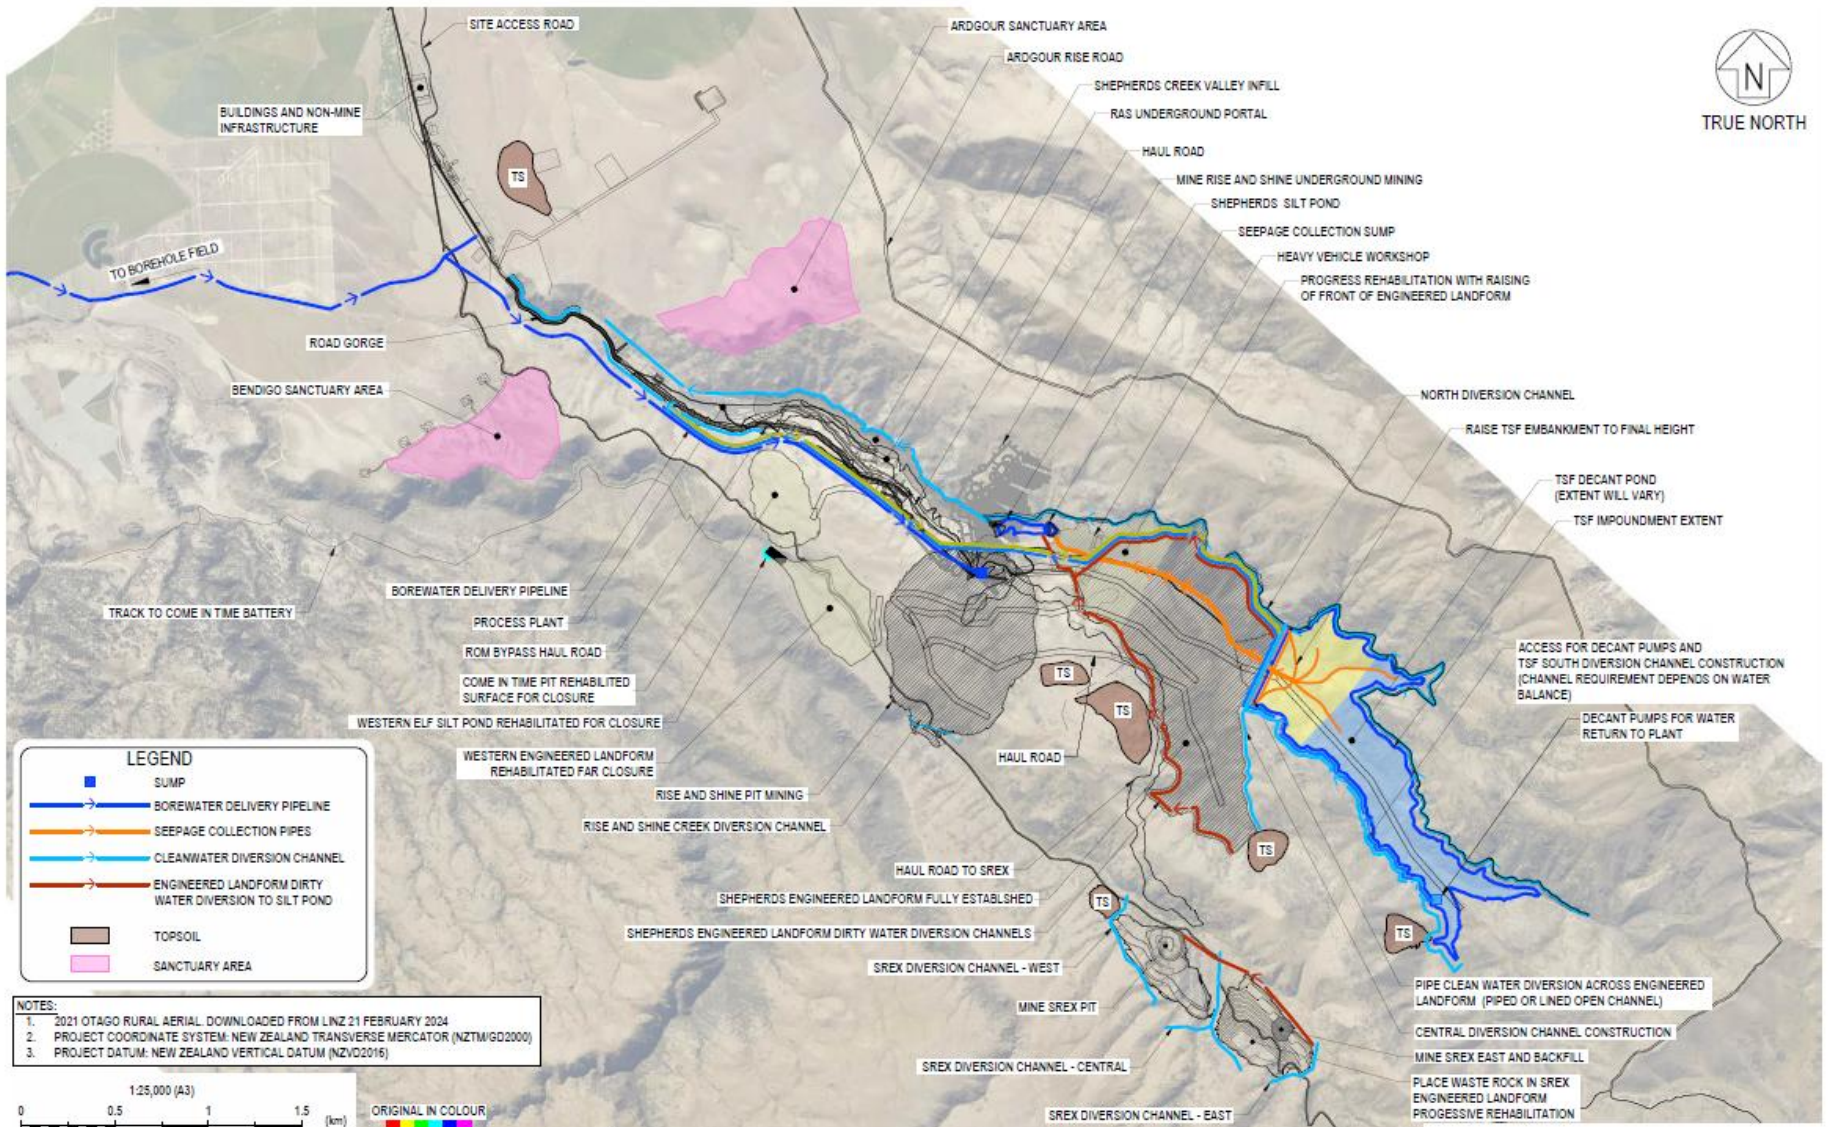 SITE ACCESS ROAD
ARDGOUR SANCTUARY AREA
ARDGOUR RISE ROAD
SHEPHERDS CREEK VALLEY INFILL
RAS UNDERGROUND PORTAL
HAUL ROAD
MINE RISE AND SHINE UNDERGROUND MINING
SHEPHERDS SILT POND
SEEPAGE COLLECTION SUMP
HEAVY VEHICLE WORKSHOP
PROGRESS REHABILITATION WITH RAISING
OF FRONT OF ENGINEERED LANDFORM
N
TRUE NORTH
BUILDINGS AND NON-MINE
INFRASTRUCTURE
TS
TO BOREHOLE FIELD
ROAD GORGE
BENDIGO SANCTUARY AREA
NORTH DIVERSION CHANNEL
RAISE TSF EMBANKMENT TO FINAL HEIGHT
TSF DECANT POND
(EXTENT WILL VARY)
TSF IMPOUNDMENT EXTENT
TRACK TO COME IN TIME BATTERY
BOREWATER DELIVERY PIPELINE
PROCESS PLANT
ROM BYPASS HAUL ROAD
COME IN TIME PIT REHABILITED
SURFACE FOR CLOSURE
WESTERN ELF SILT POND REHABILITATED FOR CLOSURE
WESTERN ENGINEERED LANDFORM
REHABILITATED FAR CLOSURE
RISE AND SHINE PIT MINING
RISE AND SHINE CREEK DIVERSION CHANNEL
TS
TS
HAUL ROAD
ACCESS FOR DECANT PUMPS AND
TSF SOUTH DIVERSION CHANNEL CONSTRUCTION
(CHANNEL REQUIREMENT DEPENDS ON WATER
BALANCE)
DECANT PUMPS FOR WATER
RETURN TO PLANT
TS
HAUL ROAD TO SREX
SHEPHERDS ENGINEERED LANDFORM FULLY ESTABLSHED
TS
SHEPHERDS ENGINEERED LANDFORM DIRTY WATER DIVERSION CHANNELS
TS
SREX DIVERSION CHANNEL - WEST
MINE SREX PIT
SREX DIVERSION CHANNEL - CENTRAL
SREX DIVERSION CHANNEL - EAST
PIPE CLEAN WATER DIVERSION ACROSS ENGINEERED
LANDFORM (PIPED OR LINED OPEN CHANNEL)
CENTRAL DIVERSION CHANNEL CONSTRUCTION
MINE SREX EAST AND BACKFILL
PLACE WASTE ROCK IN SREX
ENGINEERED LANDFORM
PROGESSIVE REHABILITATION
LEGEND
SUMP
BOREWATER DELIVERY PIPELINE
SEEPAGE COLLECTION PIPES
CLEANWATER DIVERSION CHANNEL
ENGINEERED LANDFORM DIRTY
WATER DIVERSION TO SILT POND
TOPSOIL
SANCTUARY AREA
NOTES:
1. 2021 OTAGO RURAL AERIAL. DOWNLOADED FROM LINZ 21 FEBRUARY 2024
2. PROJECT COORDINATE SYSTEM: NEW ZEALAND TRANSVERSE MERCATOR (NZTM/GD2000)
3. PROJECT DATUM: NEW ZEALAND VERTICAL DATUM (NZVD2016)
1:25,000 (A3)
0 0.5 1 1.5
(km)
ORIGINAL IN COLOUR